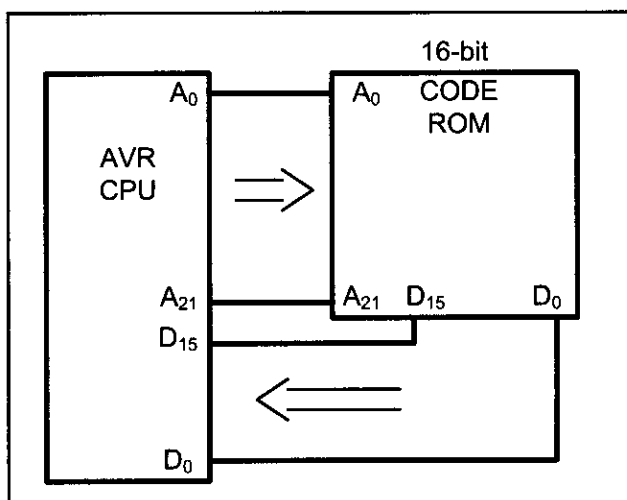 16-bit
A₀ A₀ CODE
ROM
AVR
CPU
A₂₁ A₂₁ D₁₅ D₀
D₁₅
D₀